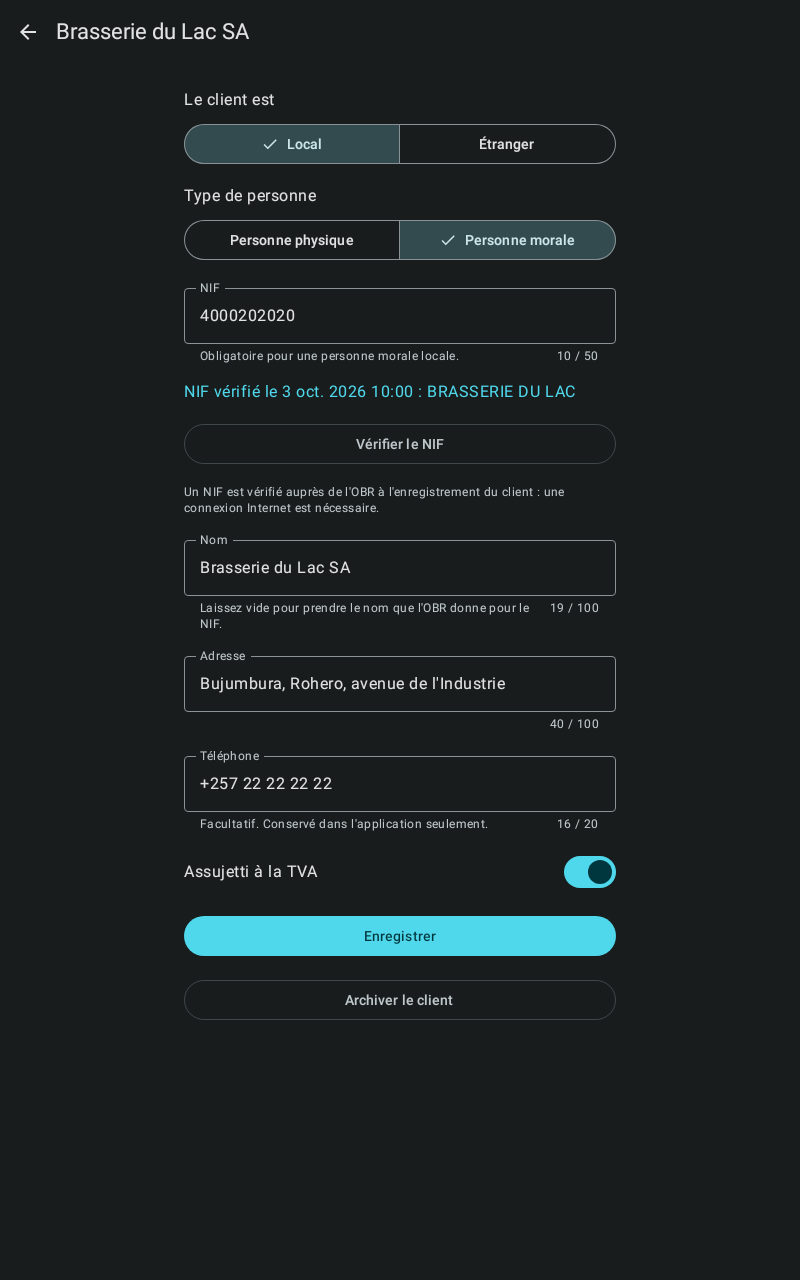 Brasserie du Lac SA
Le client est
Local
Étranger
Type de personne
Personne physique
Personne morale
NIF
4000202020
Obligatoire pour une personne morale locale.
10 / 50
NIF vérifié le 3 oct. 2026 10:00 : BRASSERIE DU LAC
Vérifier le NIF
Un NIF est vérifié auprès de l'OBR à l'enregistrement du client : une
connexion Internet est nécessaire.
Nom
Brasserie du Lac SA
Laissez vide pour prendre le nom que l'OBR donne pour le
NIF.
19 / 100
Adresse
Bujumbura, Rohero, avenue de l'Industrie
40 / 100
Téléphone
+257 22 22 22 22
Facultatif. Conservé dans l'application seulement.
16 / 20
Assujetti à la TVA
Enregistrer
Archiver le client